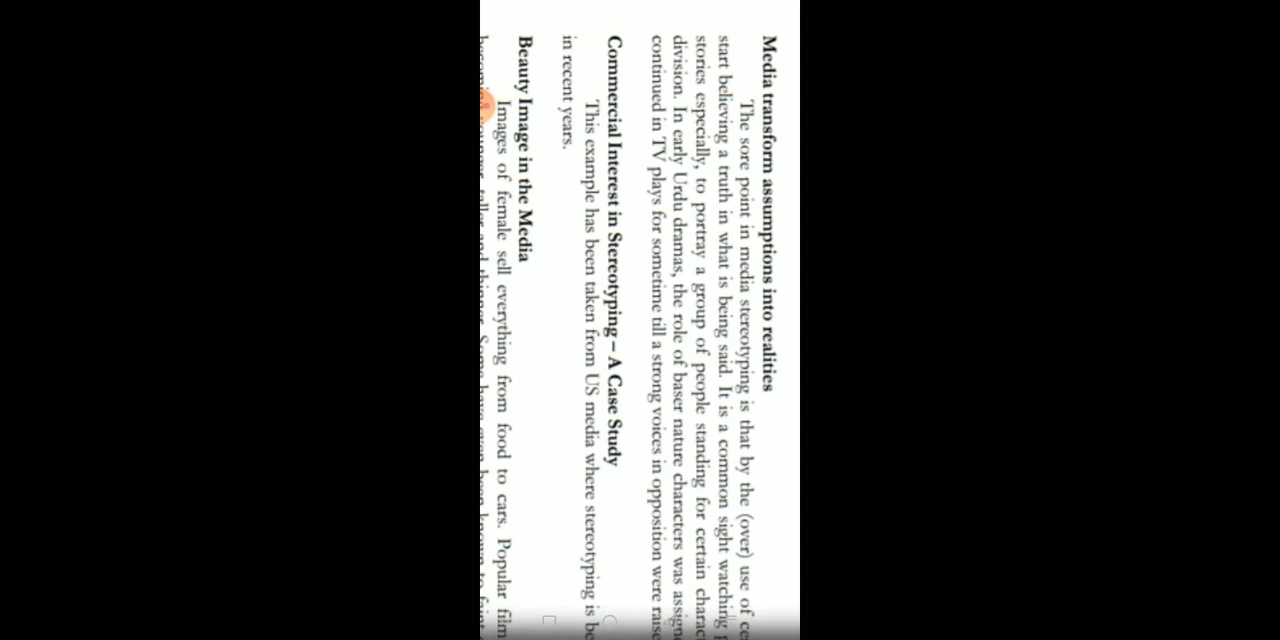 Media transform assumptions into realities
The sore point in media stereotyping is that by the (over) use of
start believing a truth in what is being said. It is a common sight watching
stories especially, to portray a group of people standing for certain
division. In early Urdu dramas, the role of baser nature characters was
continued in TV plays for sometime till a strong voices in opposition were
Commercial Interest in Stereotyping – A Case Study
This example has been taken from US media where stereotyping is
in recent years.
Beauty Image in the Media
Images of female sell everything from food to cars. Popular film